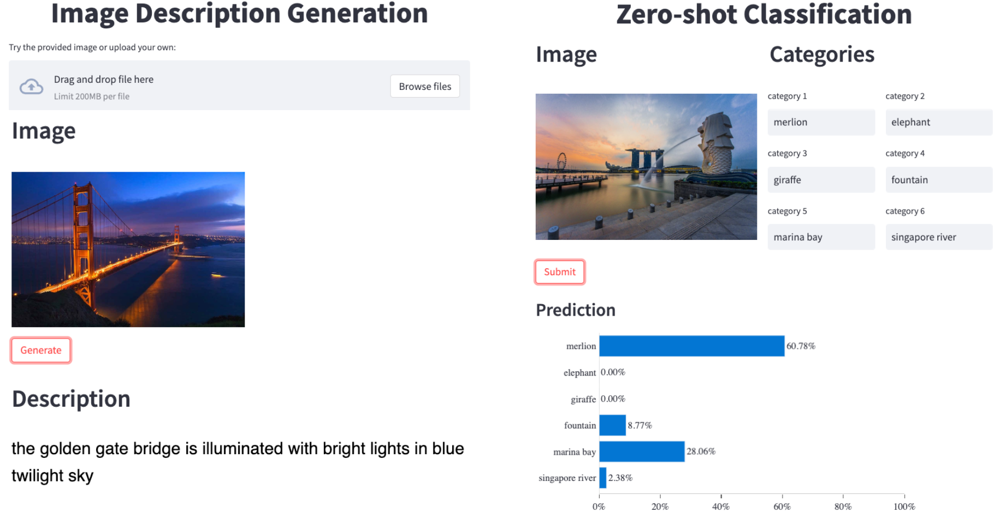 Image Description Generation
Try the provided image or upload your own:
Drag and drop file here
Limit 200MB per file
Browse files
Image
Generate
Description
the golden gate bridge is illuminated with bright lights in blue
twilight sky
Zero-shot Classification
Image
Categories
category 1
category 2
merlion
elephant
category 3
category 4
giraffe
fountain
category 5
category 6
marina bay
singapore river
Submit
Prediction
merlion 60.78%
elephant 0.00%
giraffe 0.00%
fountain 8.77%
marina bay 28.06%
singapore river 2.38%
0% 20% 40% 60% 80% 100%